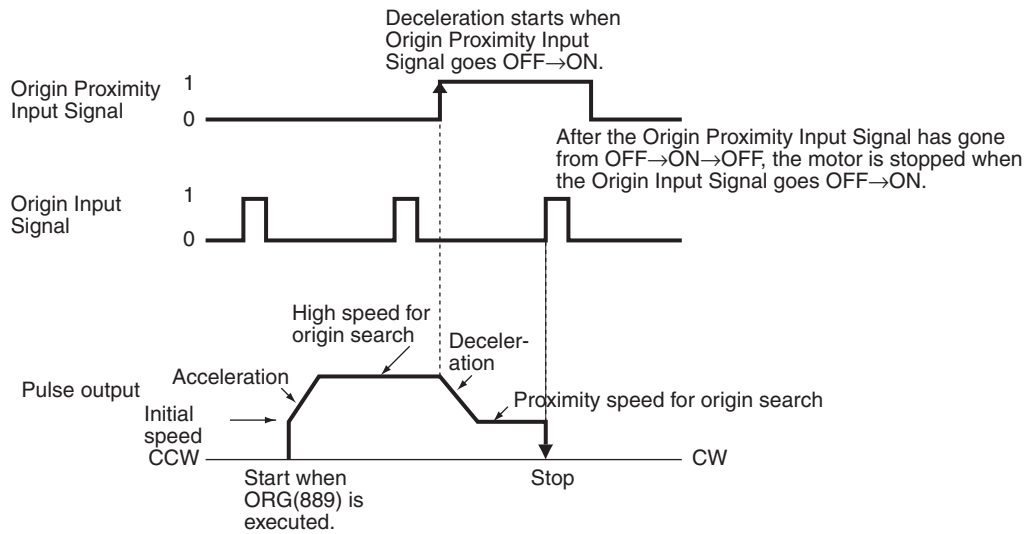 Deceleration starts when
Origin Proximity Input
Signal goes OFF→ON.
Origin Proximity
Input Signal
1
0
After the Origin Proximity Input Signal has gone
from OFF→ON→OFF, the motor is stopped when
the Origin Input Signal goes OFF→ON.
Origin Input
Signal
1
0
High speed for
origin search
Deceler-
ation
Acceleration
Pulse output
Proximity speed for origin search
Initial
speed
CCW
CW
Start when
ORG(889) is
executed.
Stop